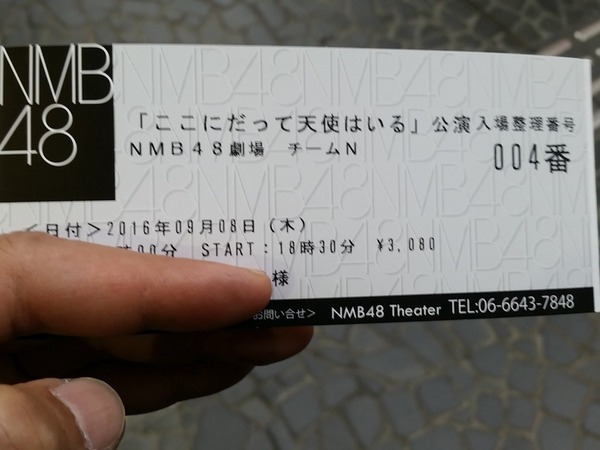 NMB
48
「ここにだって天使はいる」公演 入場整理番号
NMB48劇場 チームN 004番
<日付>2016年09月08日(木)
時00分 START:18時30分 ¥3,080
様
お問い合せ> NMB48 Theater TEL:06-6643-7848